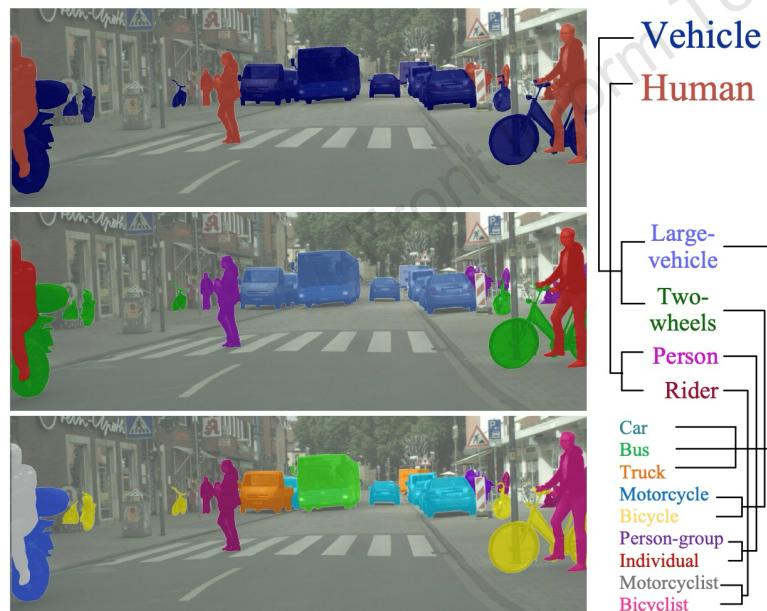 Vehicle
Human
Large-
vehicle
Two-
wheels
Person
Rider
Car
Bus
Truck
Motorcycle
Bicycle
Person-group
Individual
Motorcyclist
Bicyclist